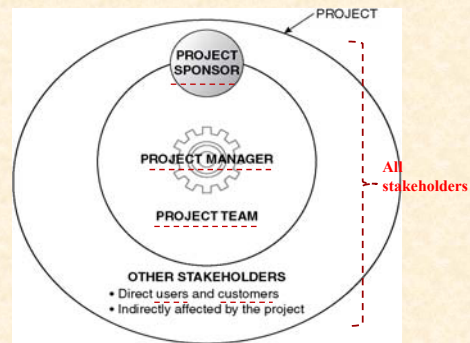 PROJECT
PROJECT
SPONSOR
PROJECT MANAGER
All
stakeholders
PROJECT TEAM
OTHER STAKEHOLDERS
• Direct users and customers
• Indirectly affected by the project